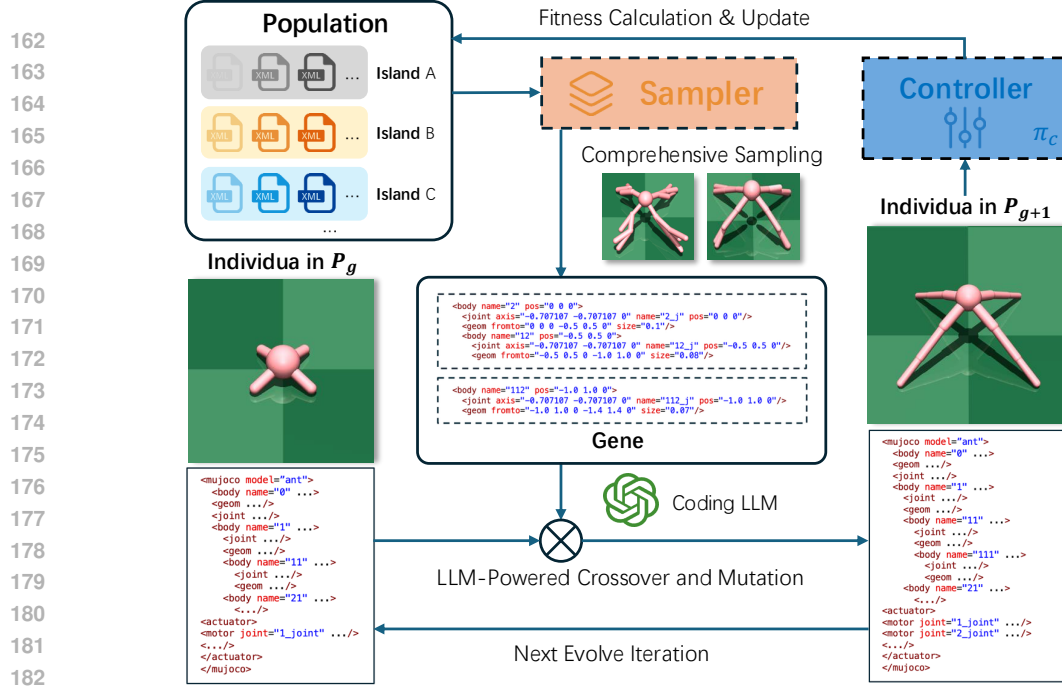 162
163
164
165
166
167
168
169
170
171
172
173
174
175
176
177
178
179
180
181
182
Population
XML XML XML ... Island A
XML XML XML ... Island B
XML XML XML ... Island C
...
Fitness Calculation & Update
Sampler
Controller
π_c
Comprehensive Sampling
Individua in P_g
Individua in P_{g+1}
<body name="2" pos="0 0 0">
<joint axis="-0.707107 -0.707107 0" name="2_j" pos="0 0 0"/>
<geom fromto="0 0 0 -0.5 0.5 0" size="0.1"/>
<body name="12" pos="-0.5 0.5 0">
<joint axis="-0.707107 -0.707107 0" name="12_j" pos="-0.5 0.5 0"/>
<geom fromto="-0.5 0.5 0 -1.0 1.0 0" size="0.08"/>
<body name="112" pos="-1.0 1.0 0">
<joint axis="-0.707107 -0.707107 0" name="112_j" pos="-1.0 1.0 0"/>
<geom fromto="-1.0 1.0 0 -1.4 1.4 0" size="0.07"/>
Gene
Coding LLM
LLM-Powered Crossover and Mutation
Next Evolve Iteration
<mujoco model="ant">
<body name="0" ...>
<geom .../>
<joint .../>
<body name="1" ...>
<joint .../>
<geom .../>
<body name="11" ...>
<joint .../>
<geom .../>
<body name="21" ...>
<.../>
<actuator>
<motor joint="1_joint" .../>
<.../>
</actuator>
</mujoco>
<mujoco model="ant">
<body name="0" ...>
<geom .../>
<joint .../>
<body name="1" ...>
<joint .../>
<geom .../>
<body name="11" ...>
<joint .../>
<geom .../>
<body name="111" ...>
<joint .../>
<geom .../>
<body name="21" ...>
<.../>
<actuator>
<motor joint="1_joint" .../>
<motor joint="2_joint" .../>
<.../>
</actuator>
</mujoco>